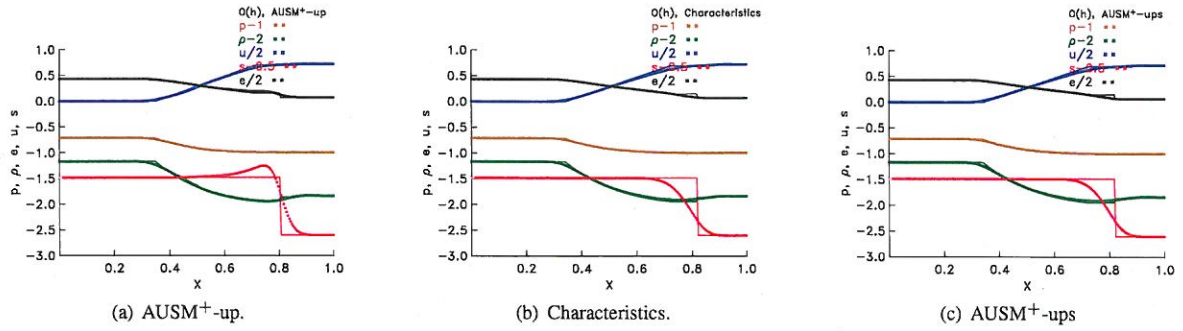 O(h), AUSM+-up
p-1
ρ-2
u/2
s-0.5
e/2
1.0
0.5
0.0
-0.5
-1.0
-1.5
-2.0
-2.5
-3.0
p, ρ, e, u, s
0.2 0.4 0.6 0.8 1.0
X
(a) AUSM+-up.
O(h), Characteristics
p-1
ρ-2
u/2
s-0.5
e/2
1.0
0.5
0.0
-0.5
-1.0
-1.5
-2.0
-2.5
-3.0
p, ρ, e, u, s
0.2 0.4 0.6 0.8 1.0
X
(b) Characteristics.
O(h), AUSM+-ups
p-1
ρ-2
u/2
s-0.5
e/2
1.0
0.5
0.0
-0.5
-1.0
-1.5
-2.0
-2.5
-3.0
p, ρ, e, u, s
0.2 0.4 0.6 0.8 1.0
X
(c) AUSM+-ups